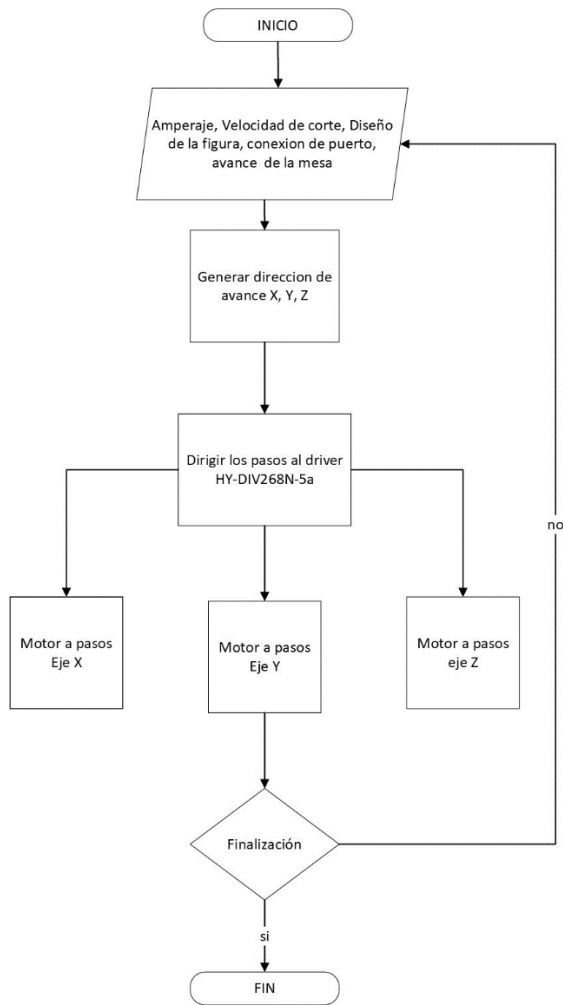 INICIO
Amperaje, Velocidad de corte, Diseño
de la figura, conexion de puerto,
avance de la mesa
Generar direccion de
avance X, Y, Z
Dirigir los pasos al driver
HY-DIV268N-5a
no
Motor a pasos
Eje X
Motor a pasos
Eje Y
Motor a pasos
eje Z
Finalización
si
FIN